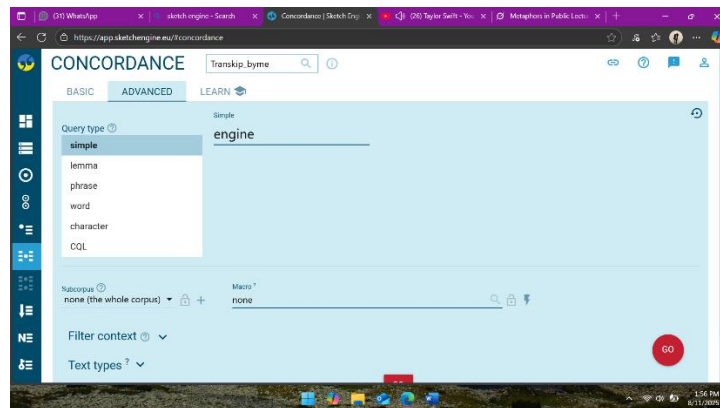 (31) WhatsApp
sketch engine - Search
Concordance | Sketch Eng
(26) Taylor Swift - You
Metaphors in Public Lectu
https://app.sketchengine.eu/#concordance
CONCORDANCE
Transkip_byme
BASIC
ADVANCED
LEARN
Query type
simple
lemma
phrase
word
character
CQL
Simple
engine
Subcorpus
none (the whole corpus)
Macro ?
none
Filter context
Text types ?
GO
1:56 PM
8/11/2025